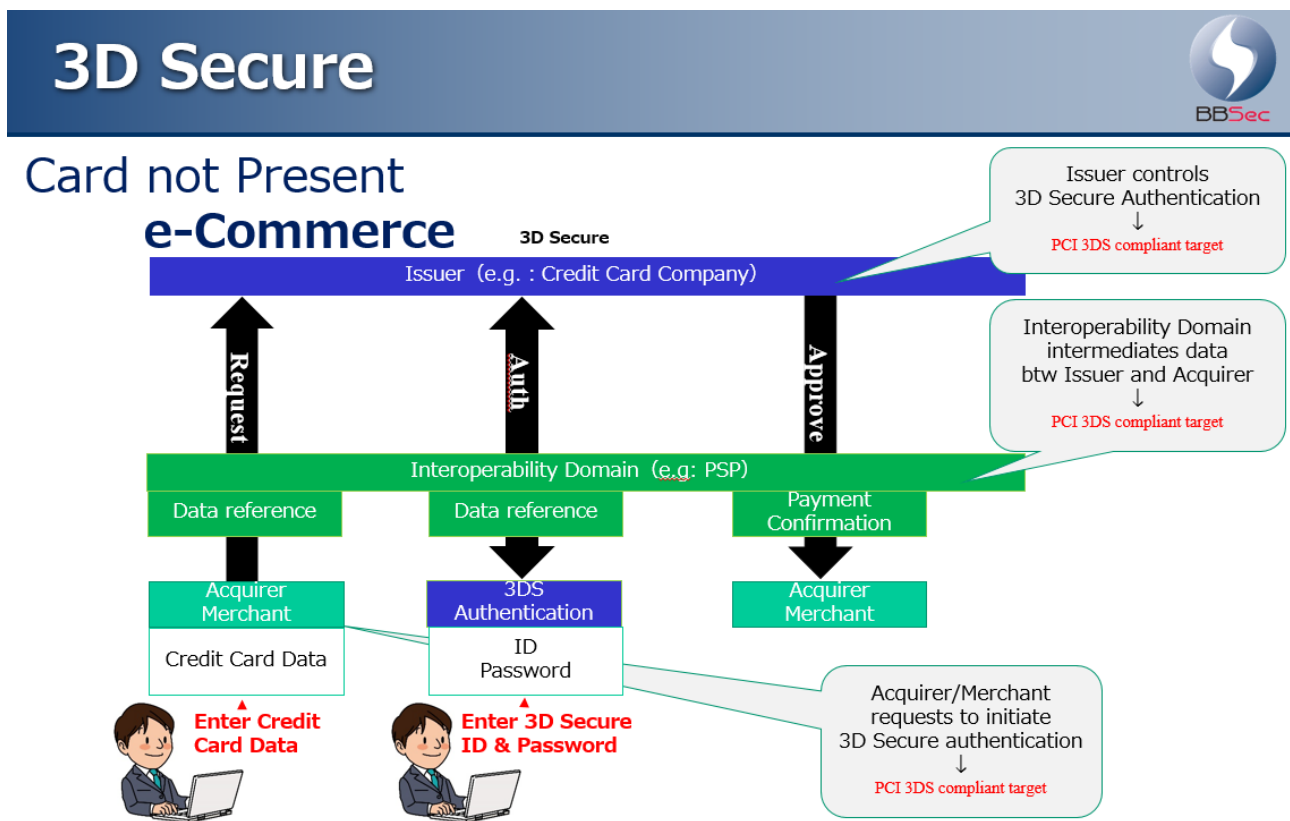 3D Secure
BBSec
Card not Present
e-Commerce
3D Secure
Issuer（e.g. : Credit Card Company）
Issuer controls
3D Secure Authentication
↓
PCI 3DS compliant target
Request
Auth
Approve
Interoperability Domain
intermediates data
btw Issuer and Acquirer
↓
PCI 3DS compliant target
Interoperability Domain（e.g: PSP）
Data reference
Data reference
Payment
Confirmation
Acquirer
Merchant
3DS
Authentication
Acquirer
Merchant
Credit Card Data
ID
Password
▲
Enter Credit
Card Data
▲
Enter 3D Secure
ID & Password
Acquirer/Merchant
requests to initiate
3D Secure authentication
↓
PCI 3DS compliant target